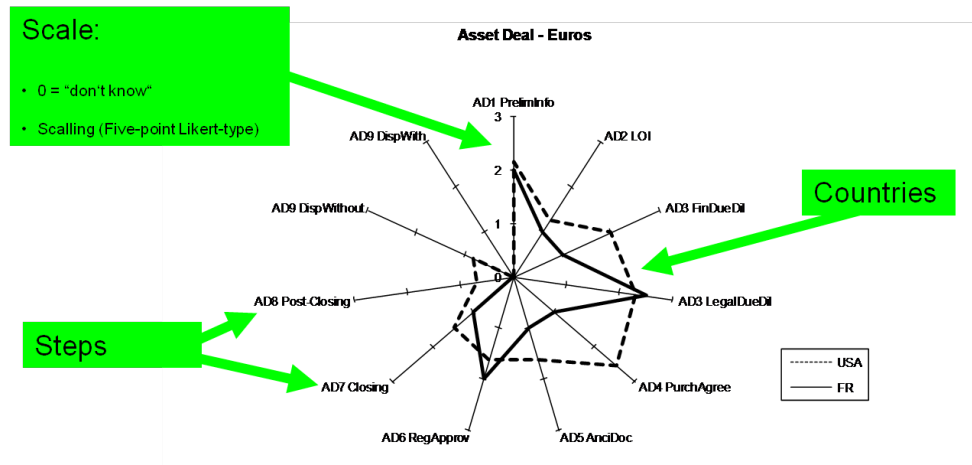 Scale:
• 0 = "don't know"
• Scalling (Five-point Likert-type)
Asset Deal - Euros
AD1 PrelimInfo
3
AD9 DispWith
AD2 LOI
2
Countries
AD9 DispWithout
AD3 FinDueDil
1
0
AD8 Post-Closing
AD3 LegalDueDil
Steps
AD7 Closing
AD4 PurchAgree
USA
FR
AD6 RegApprov
AD5 AnciDoc